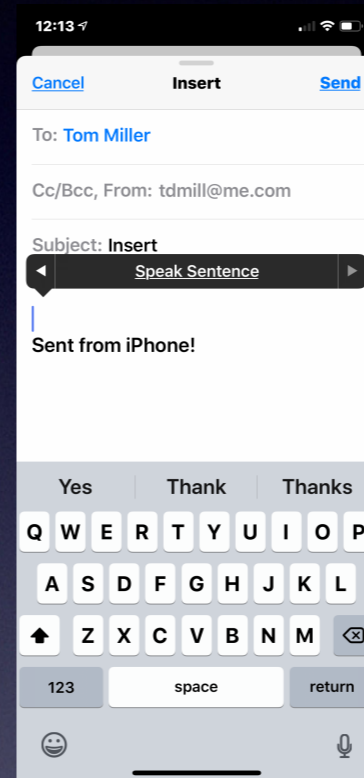 12:13
Cancel Insert Send
To: Tom Miller
Cc/Bcc, From: tdmill@me.com
Subject: Insert
Speak Sentence
Sent from iPhone!
Yes Thank Thanks
Q W E R T Y U I O P
A S D F G H J K L
Z X C V B N M
123 space return